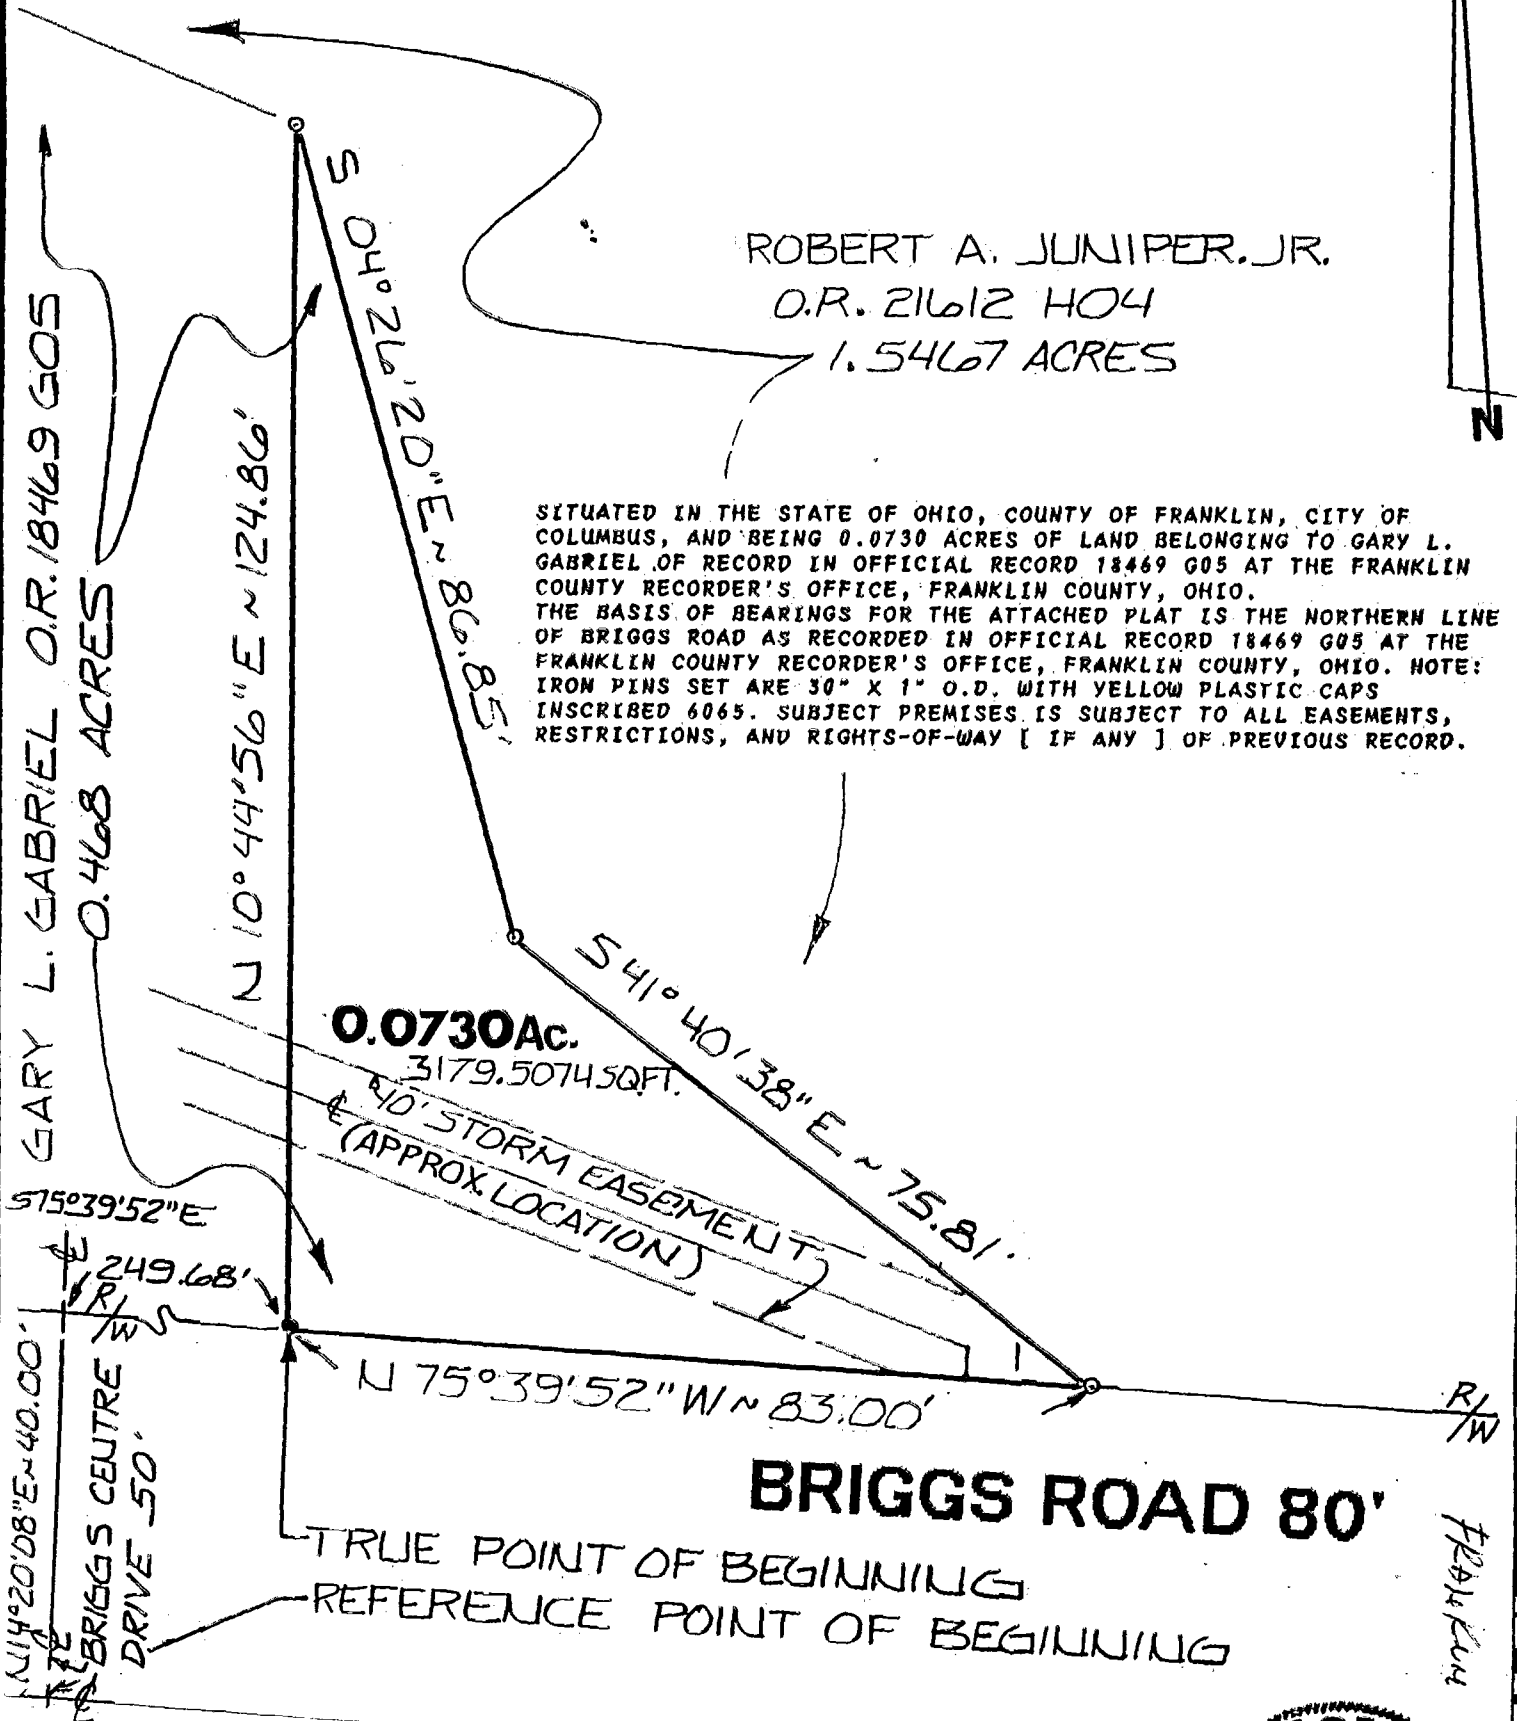 ROBERT A. JUNIPER. JR.
O.R. 21612 H04
1.5467 ACRES
N
S 04°26'20"E ~ 86.85'
GARY L. GABRIEL O.R. 18469 G05
0.468 ACRES
N 10°44'56"E ~ 124.86'
SITUATED IN THE STATE OF OHIO, COUNTY OF FRANKLIN, CITY OF
COLUMBUS, AND BEING 0.0730 ACRES OF LAND BELONGING TO GARY L.
GABRIEL OF RECORD IN OFFICIAL RECORD 18469 G05 AT THE FRANKLIN
COUNTY RECORDER'S OFFICE, FRANKLIN COUNTY, OHIO.
THE BASIS OF BEARINGS FOR THE ATTACHED PLAT IS THE NORTHERN LINE
OF BRIGGS ROAD AS RECORDED IN OFFICIAL RECORD 18469 G05 AT THE
FRANKLIN COUNTY RECORDER'S OFFICE, FRANKLIN COUNTY, OHIO. NOTE:
IRON PINS SET ARE 30" X 1" O.D. WITH YELLOW PLASTIC CAPS
INSCRIBED 6065. SUBJECT PREMISES IS SUBJECT TO ALL EASEMENTS,
RESTRICTIONS, AND RIGHTS-OF-WAY [ IF ANY ] OF PREVIOUS RECORD.
S 41°40'38"E ~ 75.81'
0.0730 Ac.
3179.5074 SQ.FT.
℄ 40' STORM EASEMENT
(APPROX. LOCATION)
S75°39'52"E
℄
249.68'
R/W
N 75°39'52"W ~ 83.00'
R/W
BRIGGS ROAD 80'
N14°20'08"E~40.00'
BRIGGS CENTRE
DRIVE 50'
TRUE POINT OF BEGINNING
REFERENCE POINT OF BEGINNING
FRANKLIN